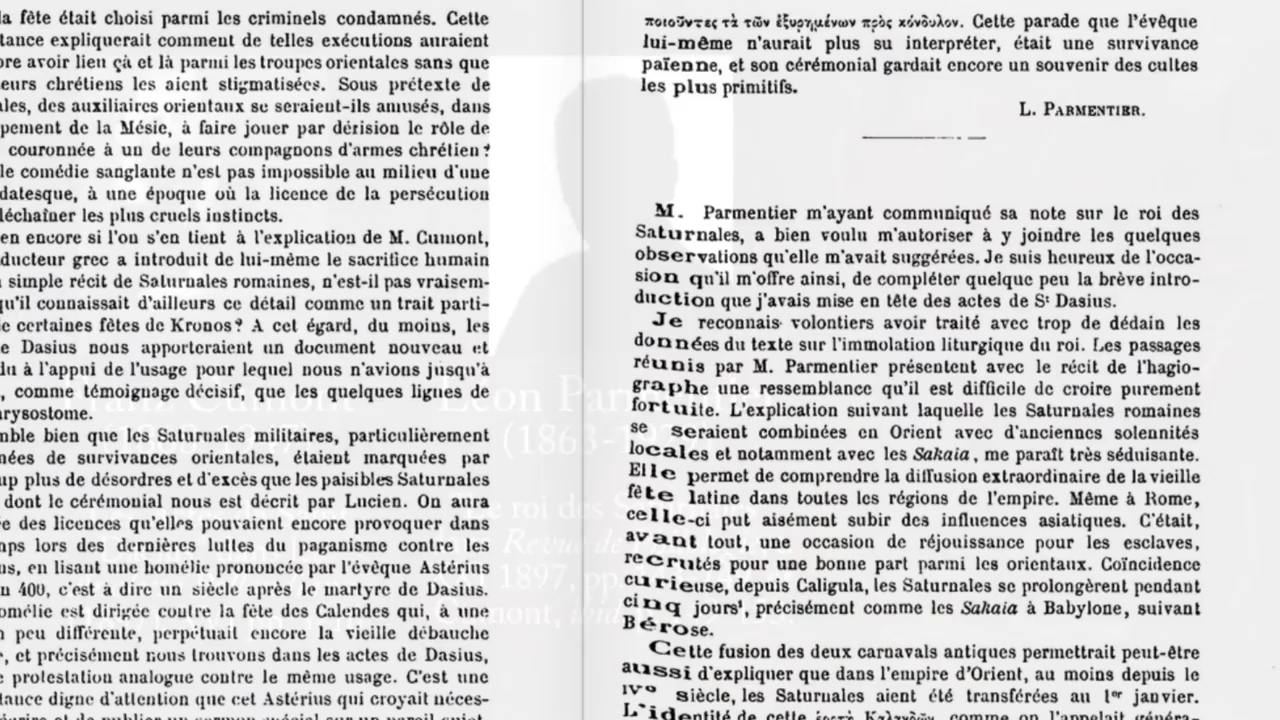 la fête était choisi parmi les criminels condamnés. Cette
tance expliquerait comment de telles exécutions auraient
ore avoir lieu çà et là parmi les troupes orientales sans que
eurs chrétiens les aient stigmatisées. Sous prétexte de
ales, des auxiliaires orientaux se seraient-ils amusés, dans
pement de la Mésie, à faire jouer par dérision le rôle de
couronnée à un de leurs compagnons d'armes chrétien ?
le comédie sanglante n'est pas impossible au milieu d'une
datesque, à une époque où la licence de la persécution
déchaîner les plus cruels instincts.
en encore si l'on s'en tient à l'explication de M. Cumont,
ducteur grec a introduit de lui-même le sacrifice humain
simple récit de Saturnales romaines, n'est-il pas vraisem-
qu'il connaissait d'ailleurs ce détail comme un trait parti-
e certaines fêtes de Kronos? A cet égard, du moins, les
e Dasius nous apporteraient un document nouveau et
du à l'appui de l'usage pour lequel nous n'avions jusqu'à
, comme témoignage décisif, que les quelques lignes de
arysostome.
mble bien que les Saturnales militaires, particulièrement
nées de survivances orientales, étaient marquées par
up plus de désordres et d'excès que les paisibles Saturnales
dont le cérémonial nous est décrit par Lucien. On aura
e des licences qu'elles pouvaient encore provoquer dans
nps lors des dernières luttes du paganisme contre les
us, en lisant une homélie prononcée par l'évêque Astérius
n 400, c'est à dire un siècle après le martyre de Dasius.
omélie est dirigée contre la fête des Calendes qui, à une
n peu différente, perpétuait encore la vieille débauche
, et précisément nous trouvons dans les actes de Dasius,
e protestation analogue contre le même usage. C'est une
tance digne d'attention que cet Astérius qui croyait néces-
ποιοῦντες τὰ τῶν ἐξυρημένων πρὸς κόνδυλον. Cette parade que l'évêque
lui-même n'aurait plus su interpréter, était une survivance
païenne, et son cérémonial gardait encore un souvenir des cultes
les plus primitifs.
L. PARMENTIER.
M. Parmentier m'ayant communiqué sa note sur le roi des
Saturnales, a bien voulu m'autoriser à y joindre les quelques
observations qu'elle m'avait suggérées. Je suis heureux de l'occa-
sion qu'il m'offre ainsi, de compléter quelque peu la brève intro-
duction que j'avais mise en tête des actes de St Dasius.
Je reconnais volontiers avoir traité avec trop de dédain les
données du texte sur l'immolation liturgique du roi. Les passages
réunis par M. Parmentier présentent avec le récit de l'hagio-
graphe une ressemblance qu'il est difficile de croire purement
fortuite. L'explication suivant laquelle les Saturnales romaines
se seraient combinées en Orient avec d'anciennes solennités
locales et notamment avec les Sakaia, me paraît très séduisante.
Elle permet de comprendre la diffusion extraordinaire de la vieille
fête latine dans toutes les régions de l'empire. Même à Rome,
celle-ci put aisément subir des influences asiatiques. C'était,
avant tout, une occasion de réjouissance pour les esclaves,
recrutés pour une bonne part parmi les orientaux. Coïncidence
curieuse, depuis Caligula, les Saturnales se prolongèrent pendant
cinq jours¹, précisément comme les Sakaia à Babylone, suivant
Bérose.
Cette fusion des deux carnavals antiques permettrait peut-être
aussi d'expliquer que dans l'empire d'Orient, au moins depuis le
IVe siècle, les Saturnales aient été transférées au 1er janvier.
L'identité de cette ἑορτὴ Καλανδῶν, comme on l'appelait généra-
Léon Par
(1863-19